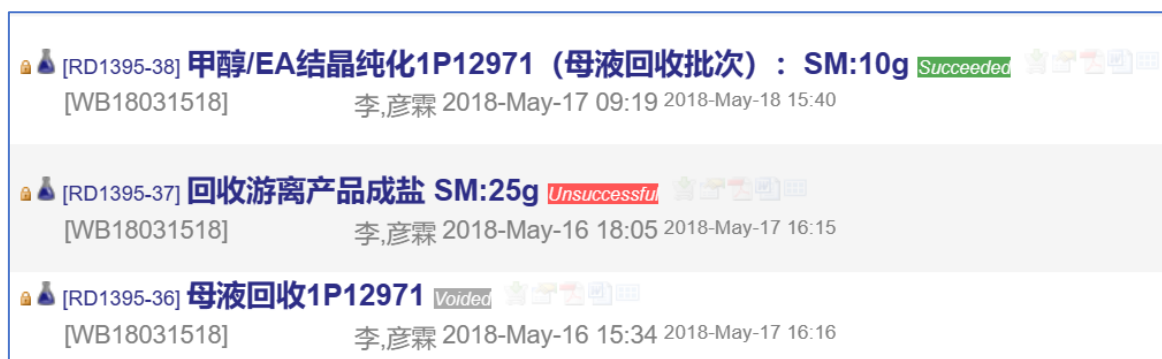 [RD1395-38] 甲醇/EA结晶纯化1P12971（母液回收批次）：SM:10g Succeeded
[WB18031518] 李,彦霖 2018-May-17 09:19 2018-May-18 15:40
[RD1395-37] 回收游离产品成盐 SM:25g Unsuccessful
[WB18031518] 李,彦霖 2018-May-16 18:05 2018-May-17 16:15
[RD1395-36] 母液回收1P12971 Voided
[WB18031518] 李,彦霖 2018-May-16 15:34 2018-May-17 16:16